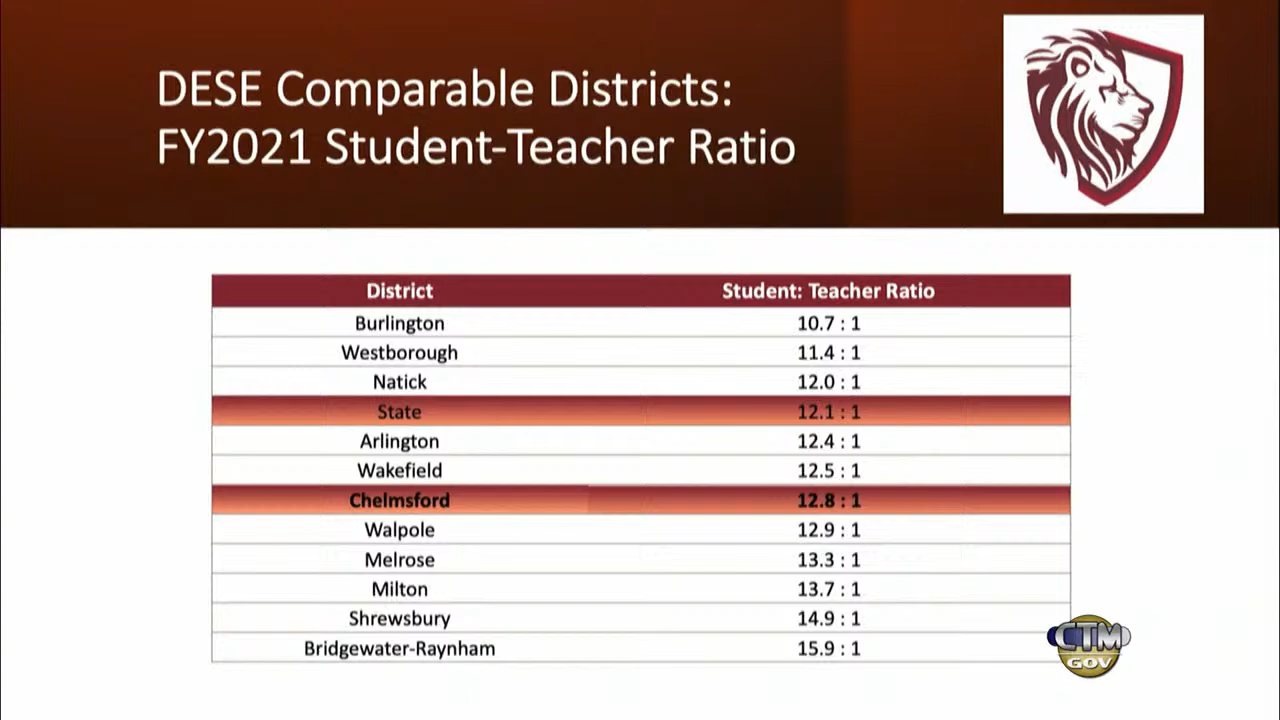 DESE Comparable Districts:
FY2021 Student-Teacher Ratio
District Student: Teacher Ratio
Burlington 10.7 : 1
Westborough 11.4 : 1
Natick 12.0 : 1
State 12.1 : 1
Arlington 12.4 : 1
Wakefield 12.5 : 1
Chelmsford 12.8 : 1
Walpole 12.9 : 1
Melrose 13.3 : 1
Milton 13.7 : 1
Shrewsbury 14.9 : 1
Bridgewater-Raynham 15.9 : 1
CTM
GOV